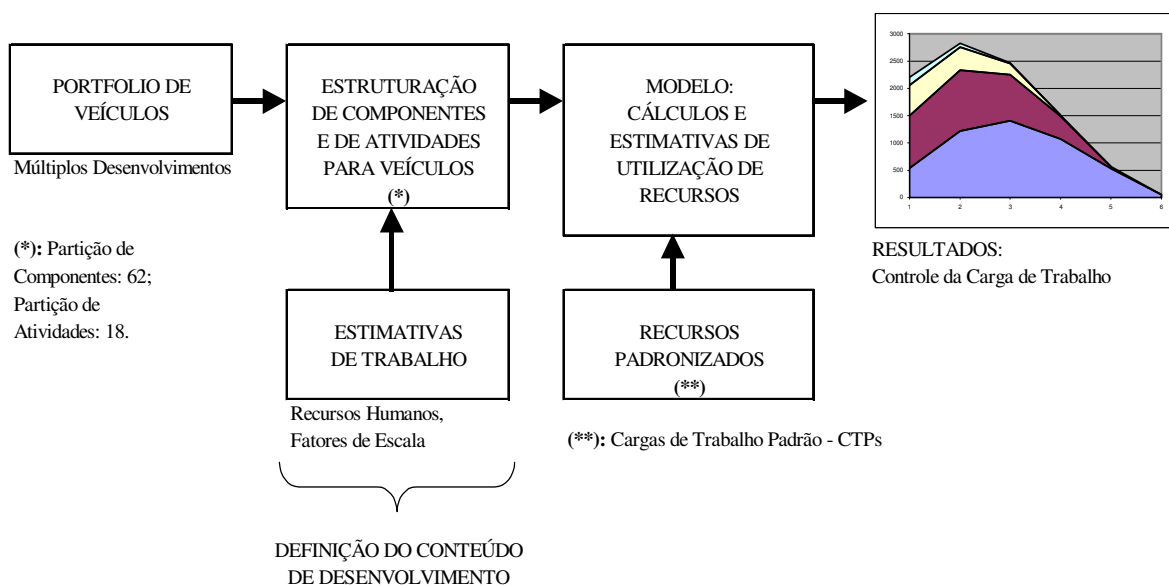 PORTFOLIO DE
VEÍCULOS
Múltiplos Desenvolvimentos
(*): Partição de
Componentes: 62;
Partição de
Atividades: 18.
ESTRUTURAÇÃO
DE COMPONENTES
E DE ATIVIDADES
PARA VEÍCULOS
(*)
ESTIMATIVAS
DE TRABALHO
Recursos Humanos,
Fatores de Escala
DEFINIÇÃO DO CONTEÚDO
DE DESENVOLVIMENTO
MODELO:
CÁLCULOS E
ESTIMATIVAS DE
UTILIZAÇÃO DE
RECURSOS
RECURSOS
PADRONIZADOS
(**)
(**): Cargas de Trabalho Padrão - CTPs
3000
2500
2000
1500
1000
500
0
1 2 3 4 5 6
RESULTADOS:
Controle da Carga de Trabalho